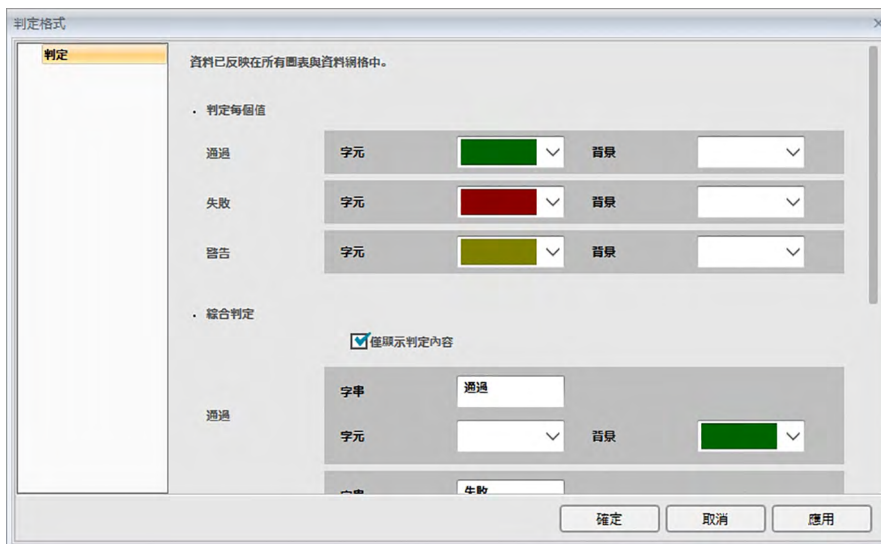 判定格式
判定
資料已反映在所有圖表與資料網格中。
· 判定每個值
通過 字元 背景
失敗 字元 背景
警告 字元 背景
· 綜合判定
僅顯示判定內容
通過
字串 通過
字元 背景
字串 失敗
確定 取消 應用